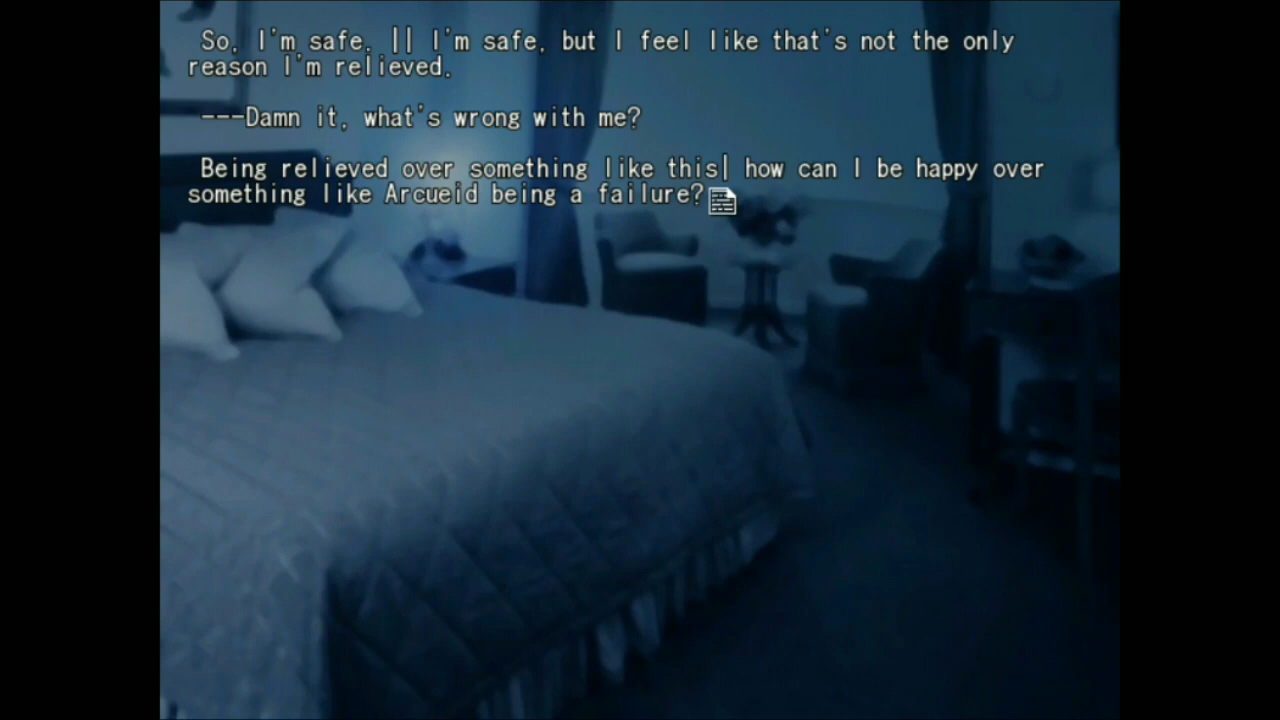 So, I'm safe. || I'm safe, but I feel like that's not the only
reason I'm relieved.
---Damn it, what's wrong with me?
Being relieved over something like this| how can I be happy over
something like Arcueid being a failure?